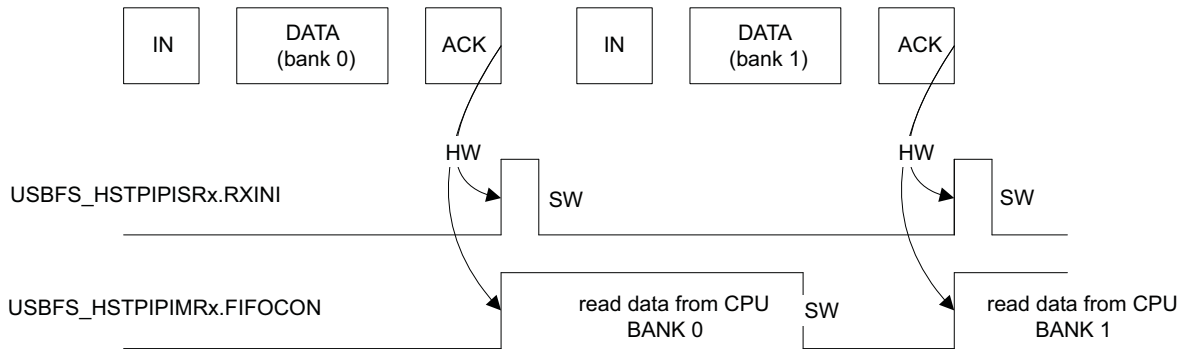 IN
DATA
(bank 0)
ACK
IN
DATA
(bank 1)
ACK
HW
HW
USBFS_HSTPIPISRx.RXINI
SW
SW
USBFS_HSTPIPIMRx.FIFOCON
read data from CPU
BANK 0
SW
read data from CPU
BANK 1